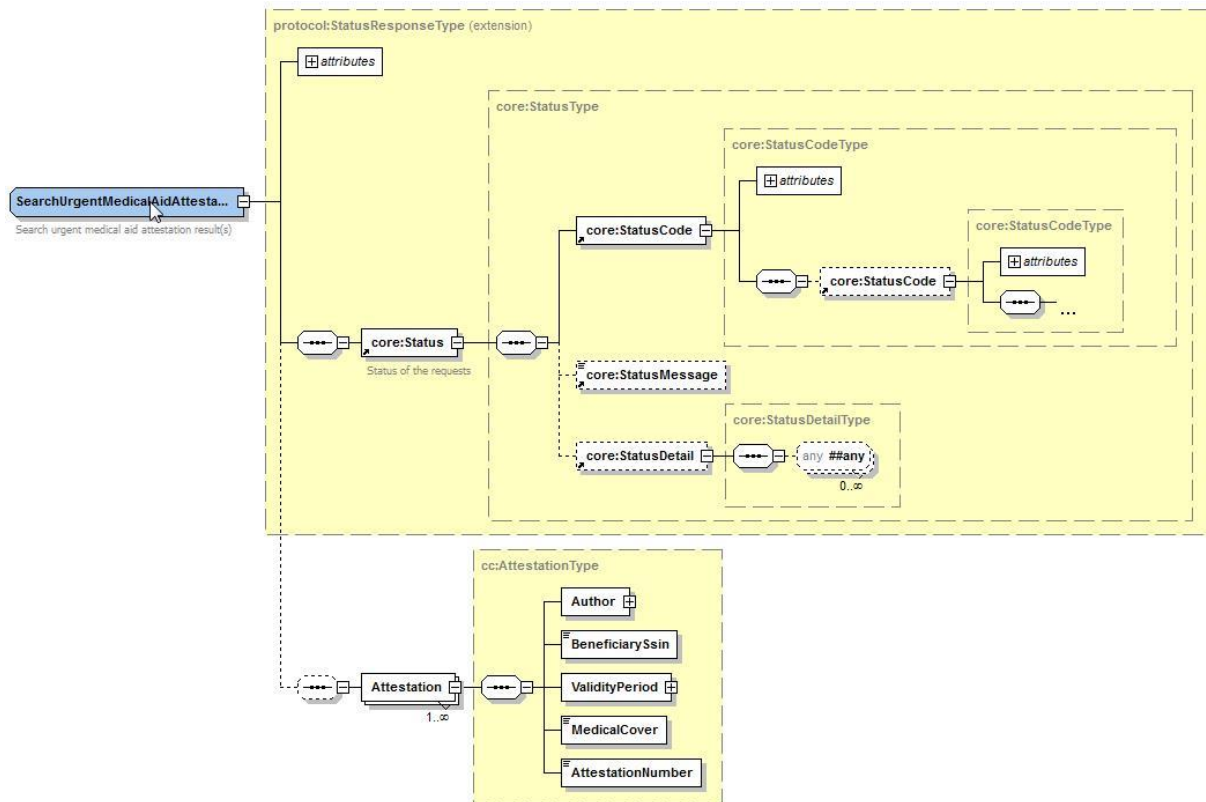 protocol:StatusResponseType (extension)
attributes
core:StatusType
core:StatusCodeType
attributes
SearchUrgentMedicalAidAttesta...
Search urgent medical aid attestation result(s)
core:StatusCode
core:StatusCodeType
attributes
core:StatusCode
...
core:Status
Status of the requests
core:StatusMessage
core:StatusDetailType
core:StatusDetail
any ##any
0..∞
cc:AttestationType
Author
BeneficiarySsin
Attestation
1..∞
ValidityPeriod
MedicalCover
AttestationNumber